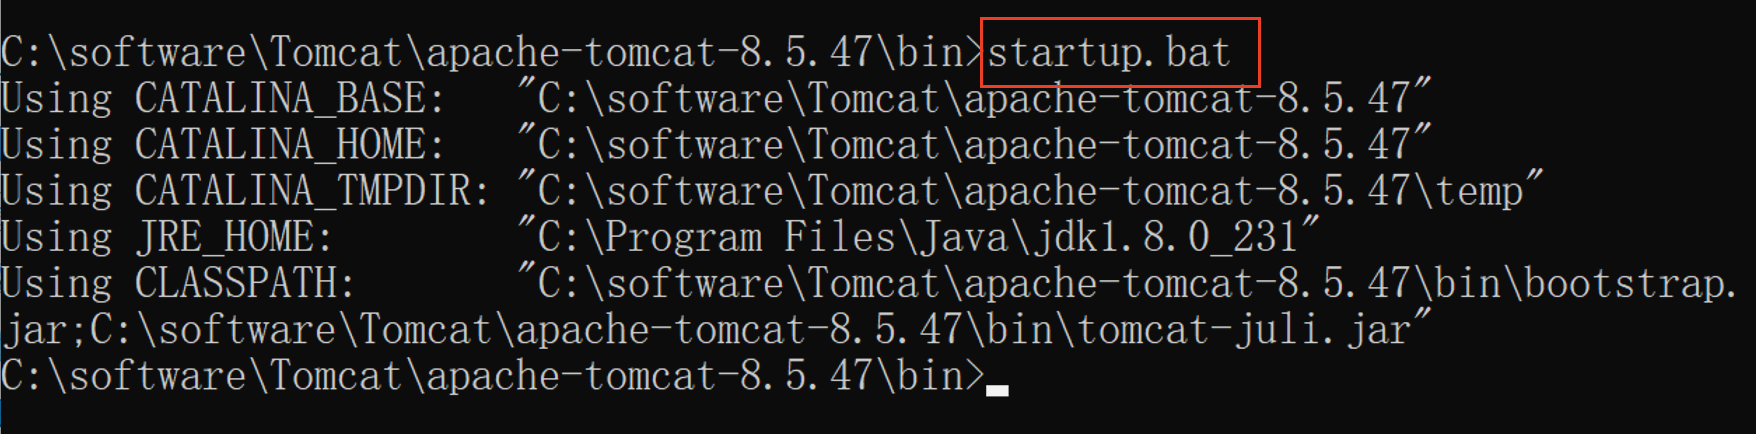 C:\software\Tomcat\apache-tomcat-8.5.47\bin>startup.bat
Using CATALINA_BASE:   "C:\software\Tomcat\apache-tomcat-8.5.47"
Using CATALINA_HOME:   "C:\software\Tomcat\apache-tomcat-8.5.47"
Using CATALINA_TMPDIR: "C:\software\Tomcat\apache-tomcat-8.5.47\temp"
Using JRE_HOME:        "C:\Program Files\Java\jdk1.8.0_231"
Using CLASSPATH:       "C:\software\Tomcat\apache-tomcat-8.5.47\bin\bootstrap.
jar;C:\software\Tomcat\apache-tomcat-8.5.47\bin\tomcat-juli.jar"
C:\software\Tomcat\apache-tomcat-8.5.47\bin>